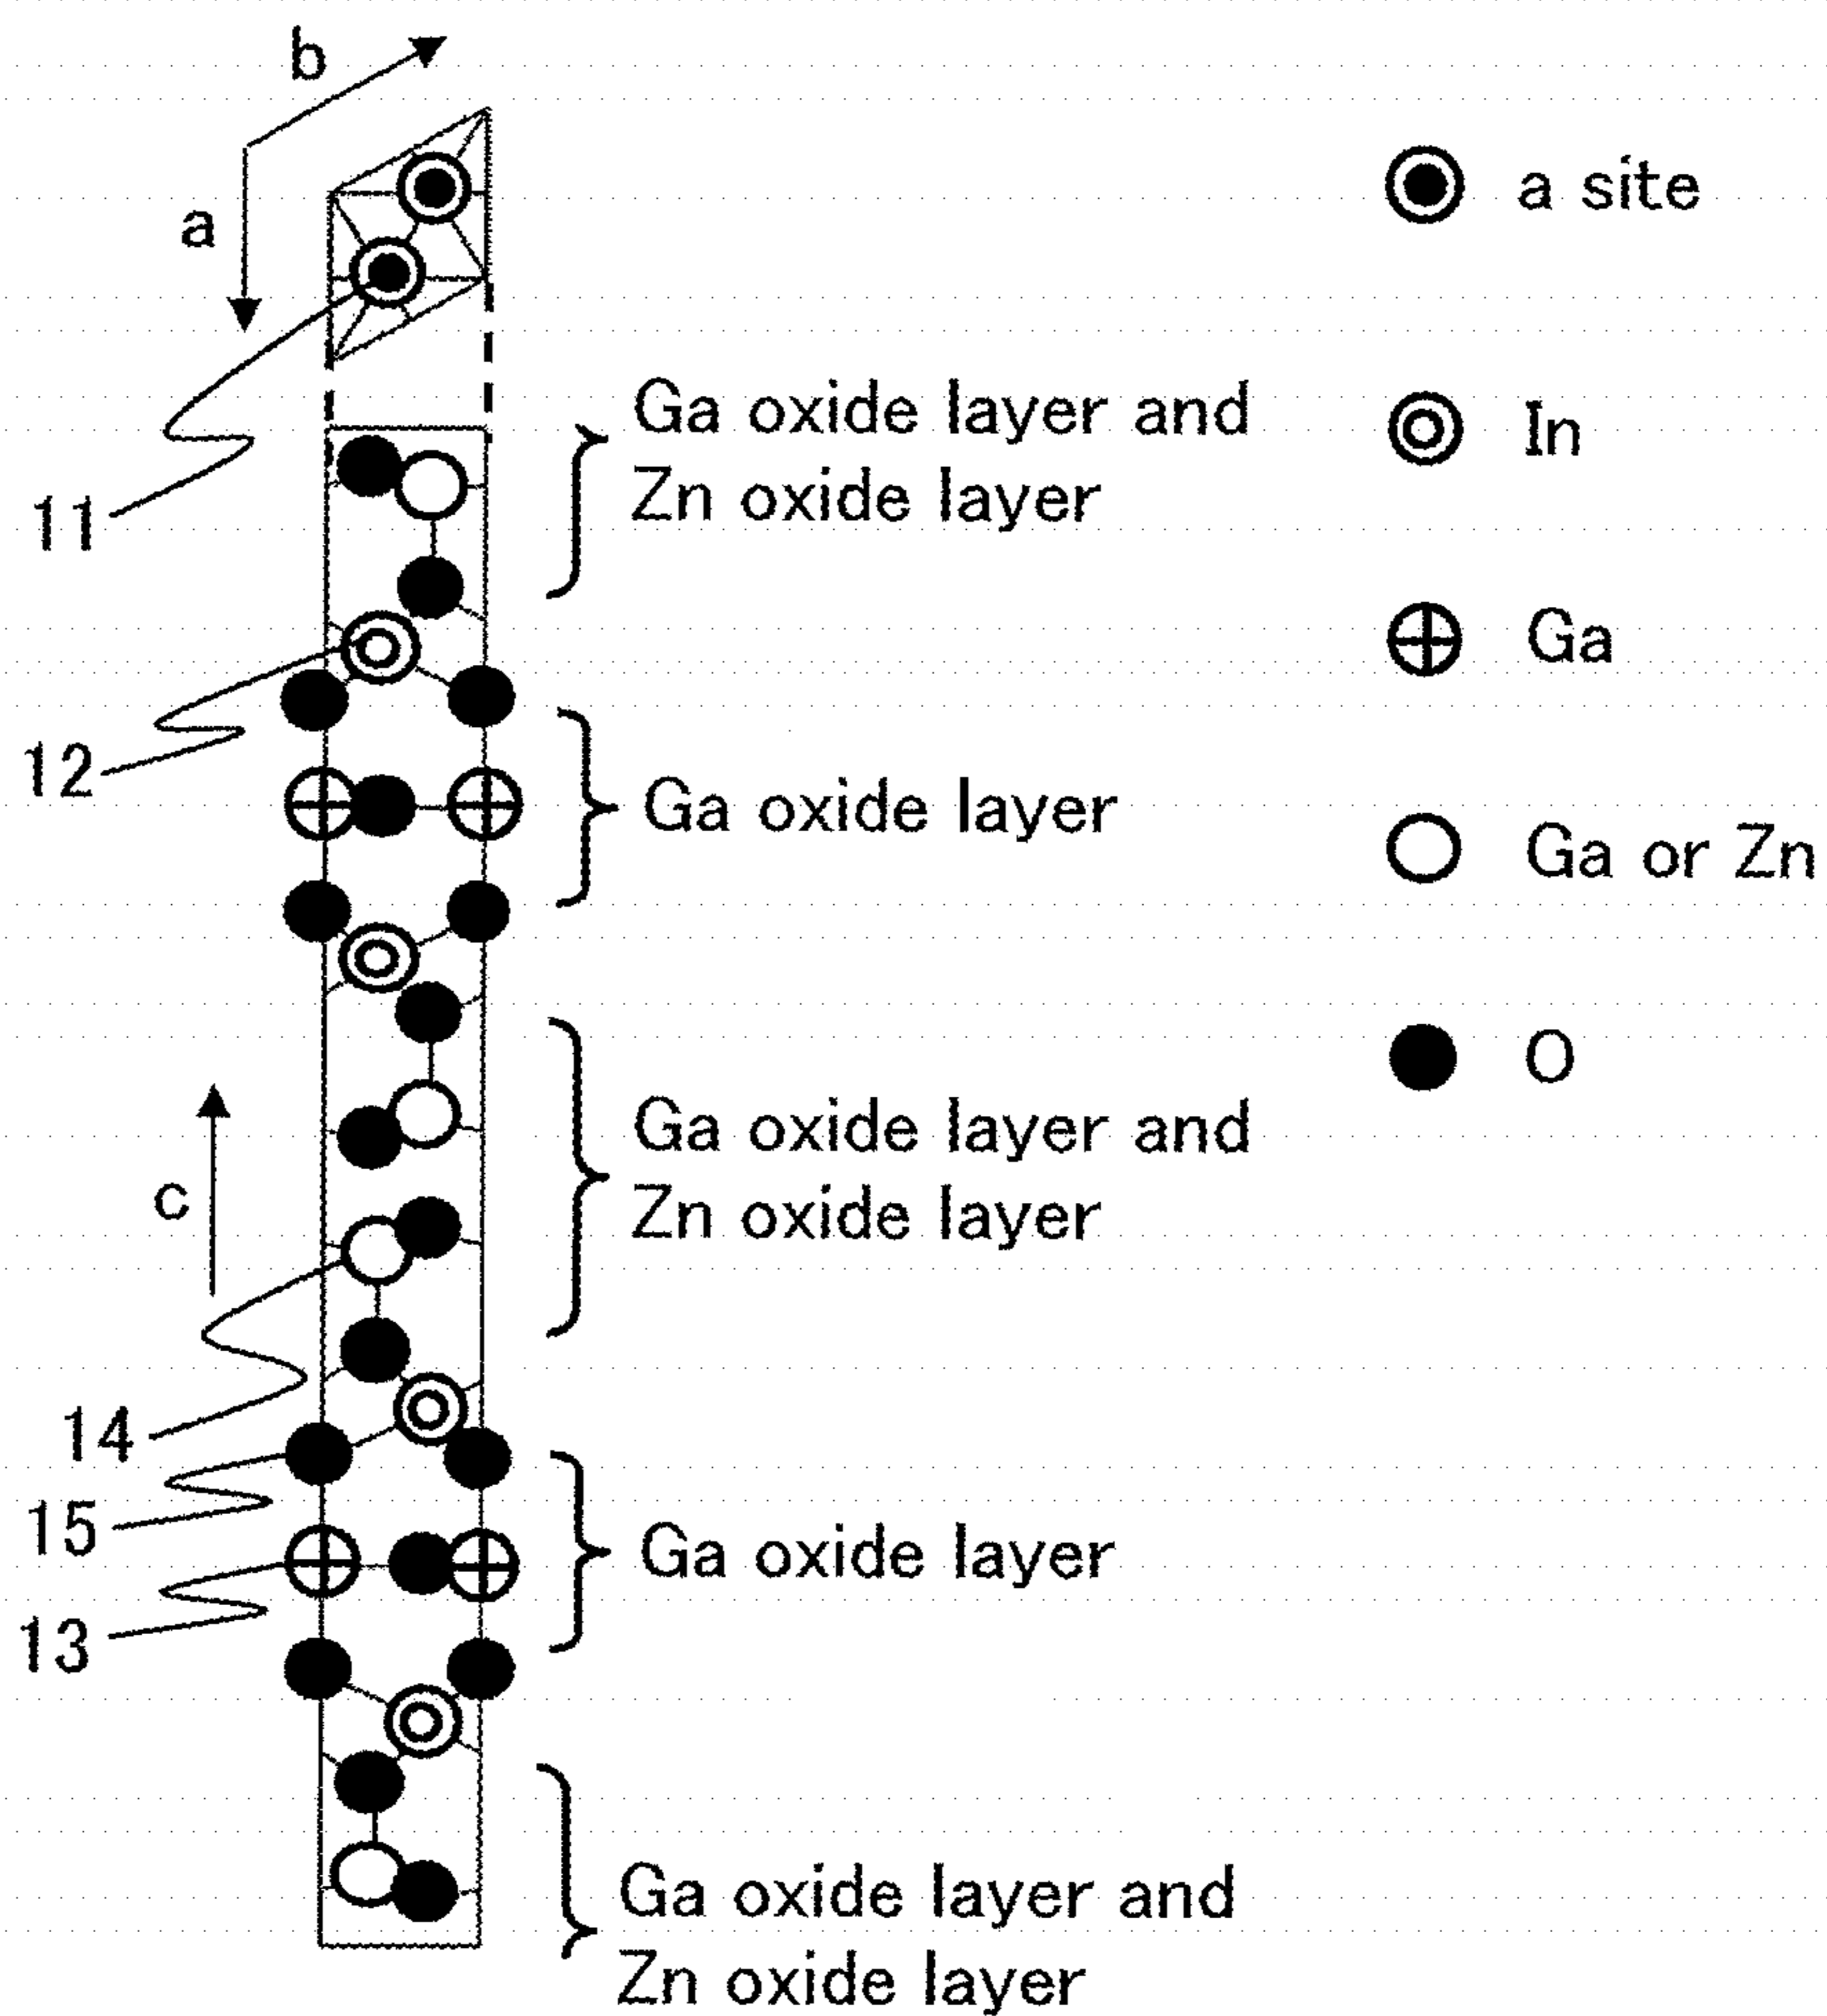 b
a
a site
Ga oxide layer and
Zn oxide layer
In
11
Ga
12
Ga oxide layer
Ga or Zn
O
Ga oxide layer and
Zn oxide layer
c
14
15
Ga oxide layer
13
Ga oxide layer and
Zn oxide layer